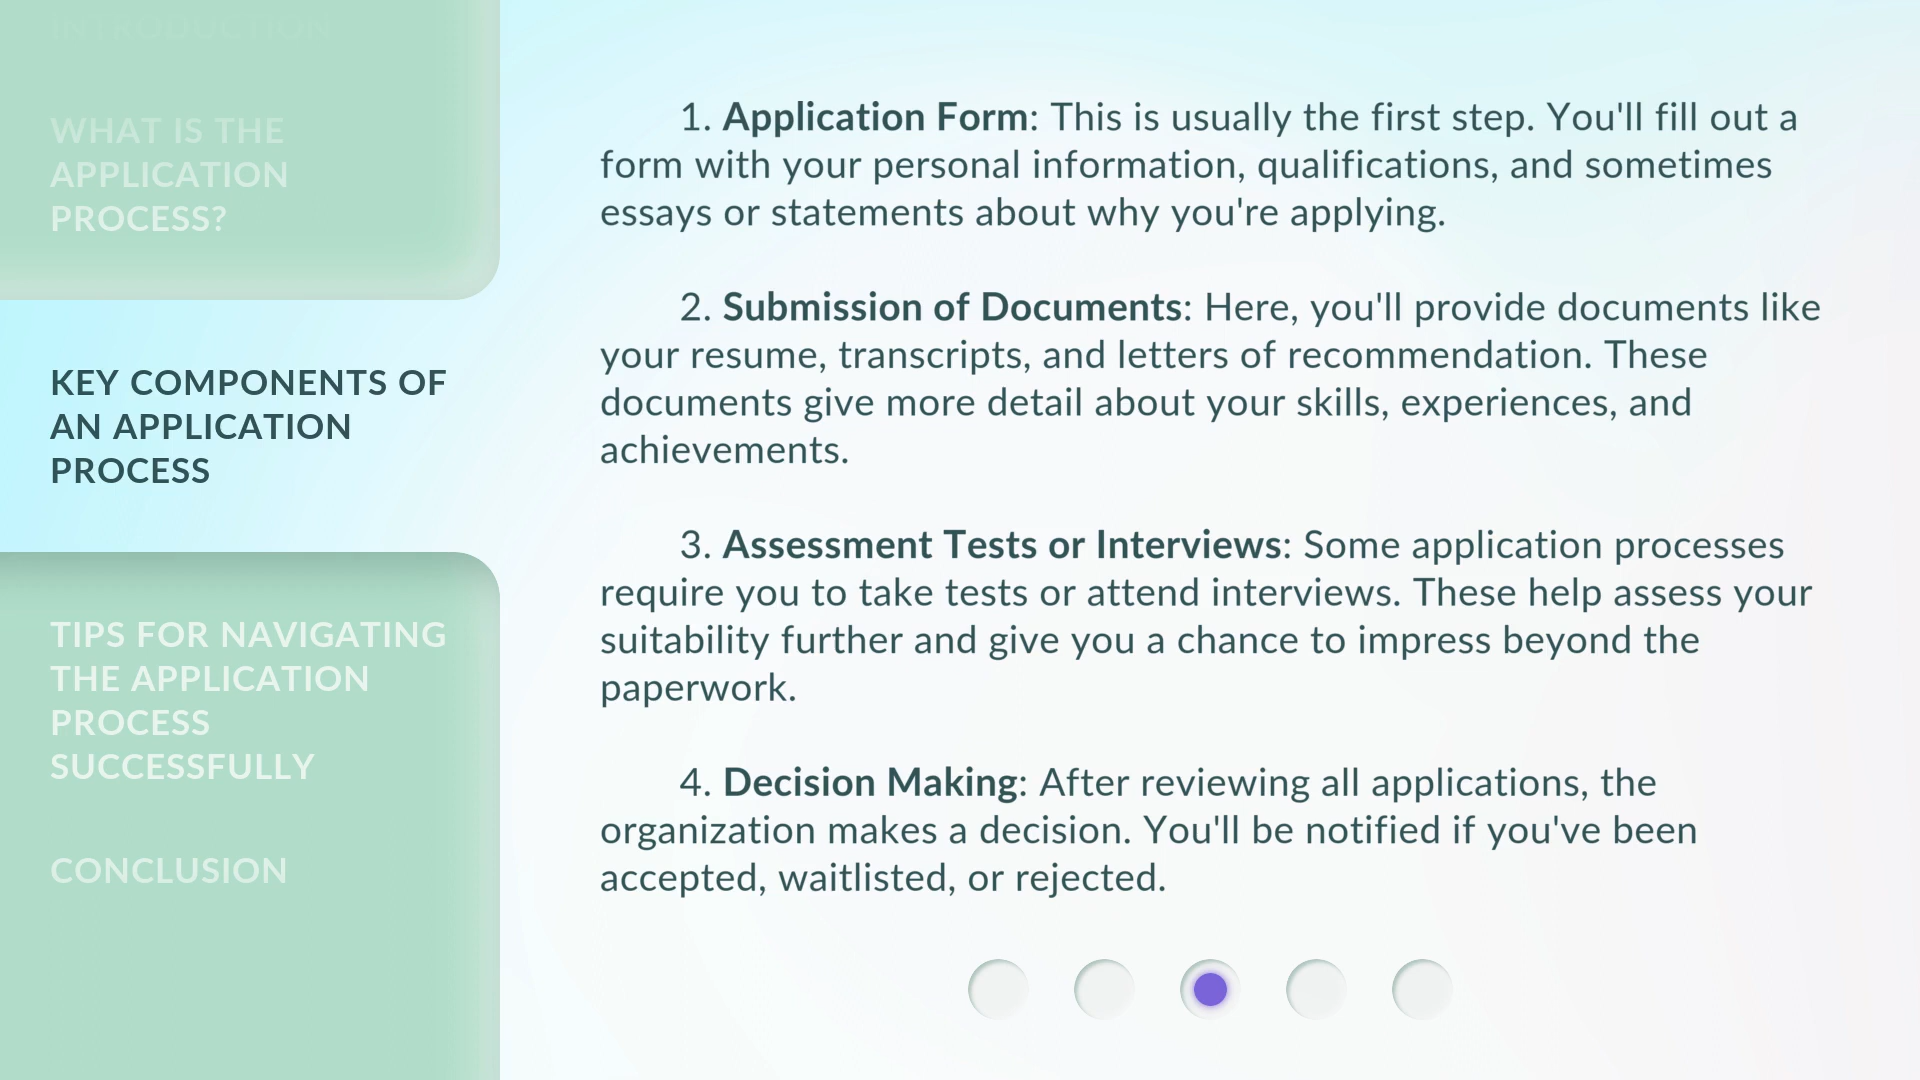 INTRODUCTION
WHAT IS THE
APPLICATION
PROCESS?
KEY COMPONENTS OF
AN APPLICATION
PROCESS
TIPS FOR NAVIGATING
THE APPLICATION
PROCESS
SUCCESSFULLY
CONCLUSION
1. Application Form: This is usually the first step. You'll fill out a
form with your personal information, qualifications, and sometimes
essays or statements about why you're applying.
2. Submission of Documents: Here, you'll provide documents like
your resume, transcripts, and letters of recommendation. These
documents give more detail about your skills, experiences, and
achievements.
3. Assessment Tests or Interviews: Some application processes
require you to take tests or attend interviews. These help assess your
suitability further and give you a chance to impress beyond the
paperwork.
4. Decision Making: After reviewing all applications, the
organization makes a decision. You'll be notified if you've been
accepted, waitlisted, or rejected.